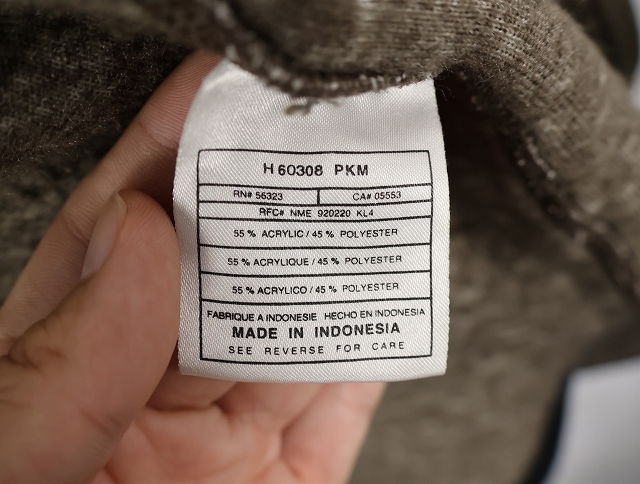 H 60308 PKM
RN# 56323 CA# 05553
RFC# NME 920220 KL4
55 % ACRYLIC / 45 % POLYESTER
55 % ACRYLIQUE / 45 % POLYESTER
55 % ACRYLICO / 45 % POLYESTER
FABRIQUE A INDONESIE HECHO EN INDONESIA
MADE IN INDONESIA
SEE REVERSE FOR CARE